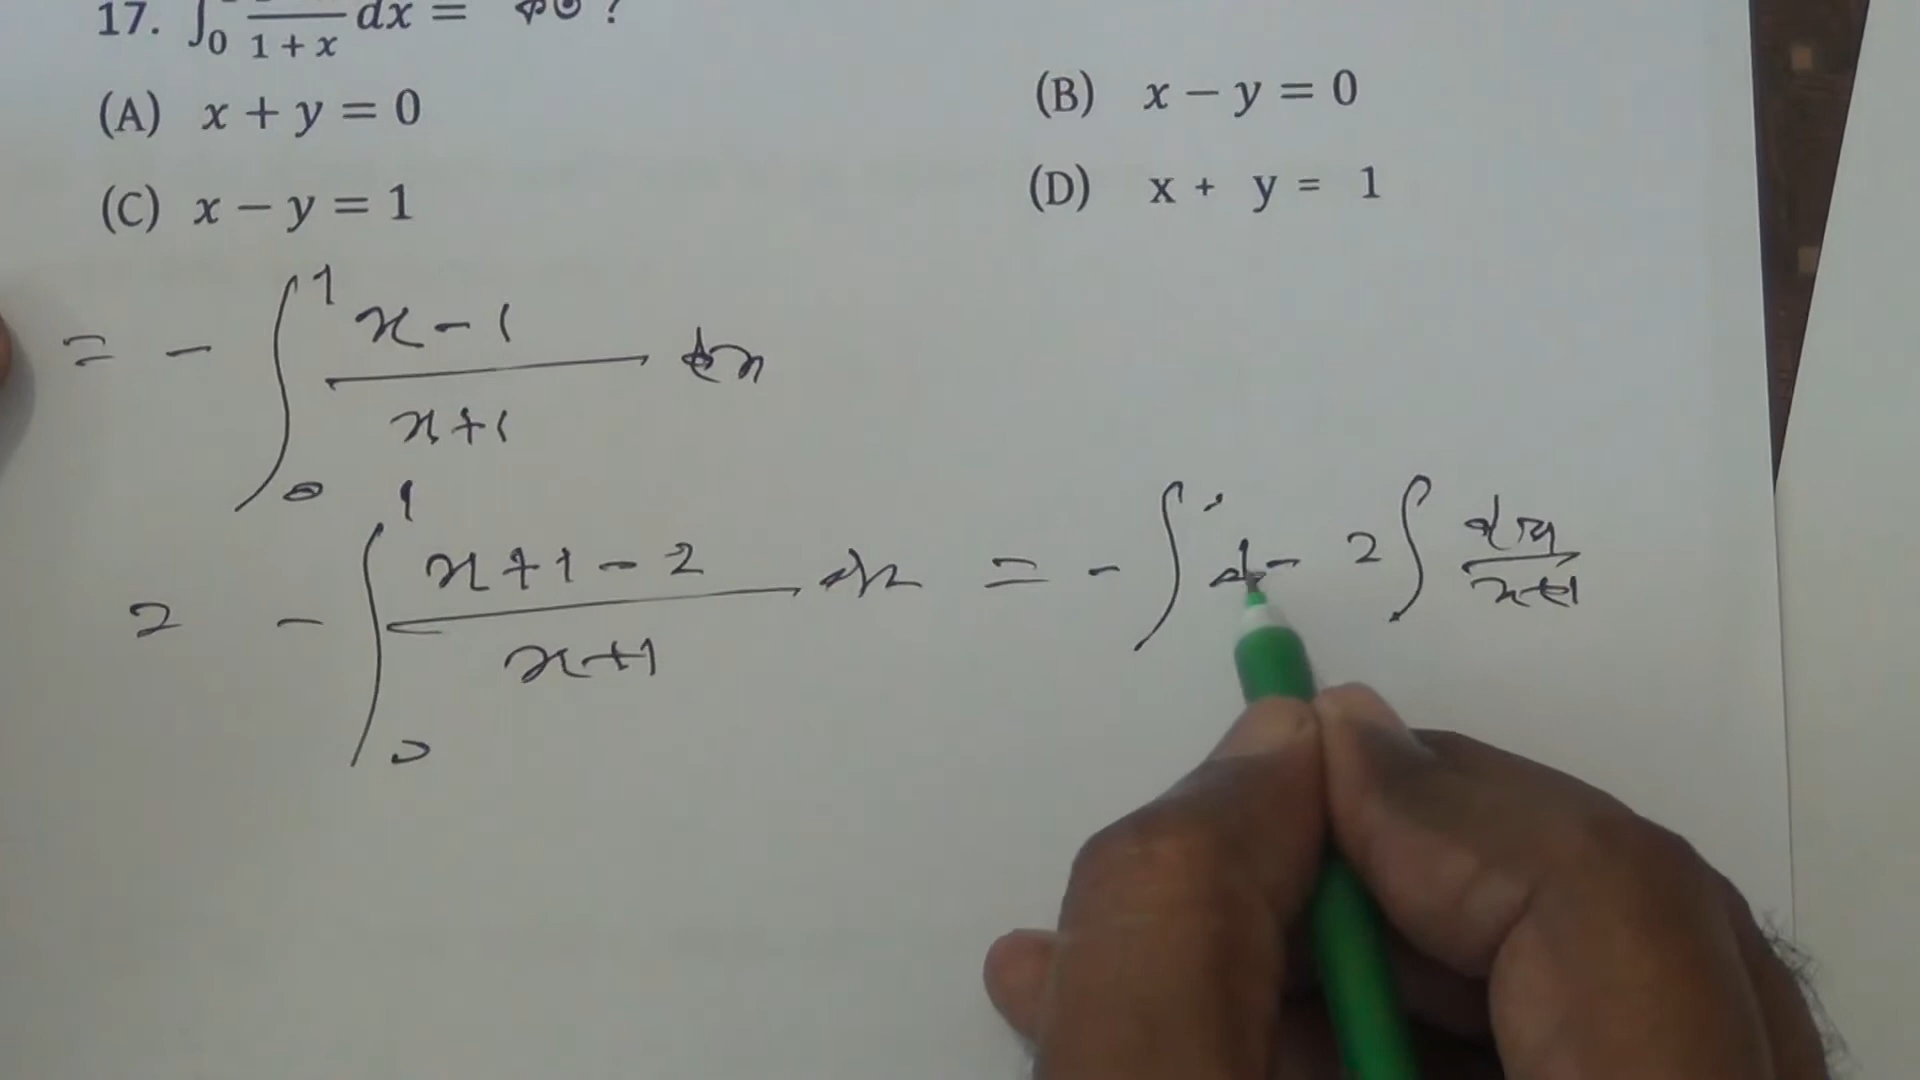 17. ∫₀ ‾‾‾/(1 + x) dx = কত ?
(A) x + y = 0
(B) x − y = 0
(C) x − y = 1
(D) x + y = 1
= − ∫₀¹ (x − 1)/(x + 1) dx
= − ∫₀¹ (x + 1 − 2)/(x + 1) dx = − ∫ − 2 ∫ dx/(x+1)